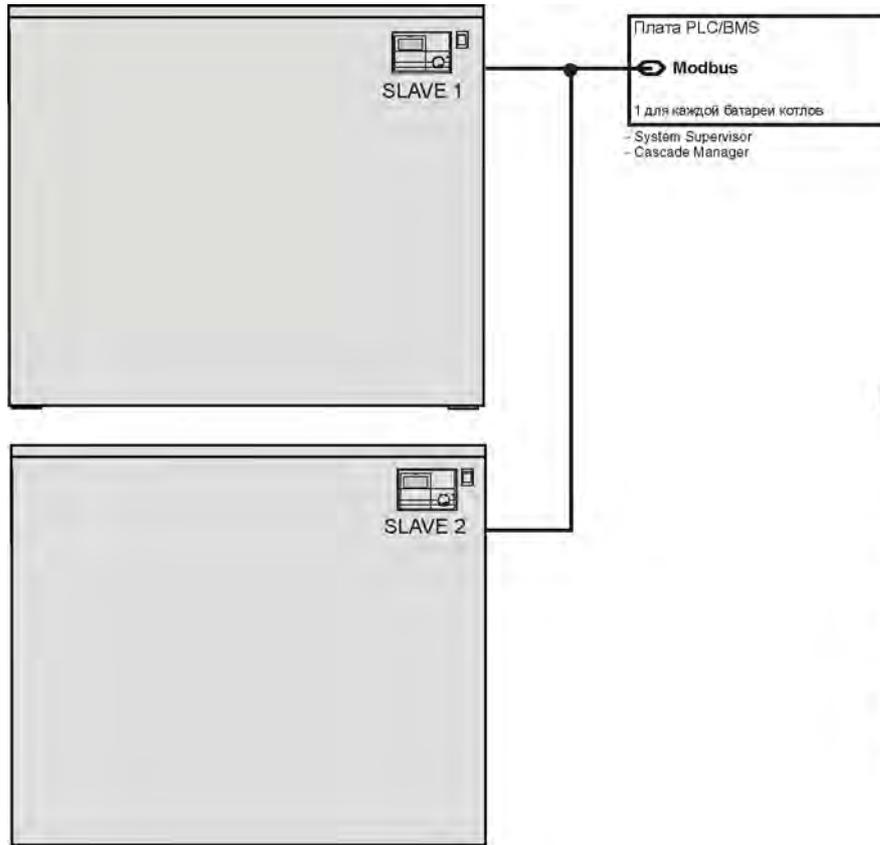 SLAVE 1
Плата PLC/BMS
Modbus
1 для каждой батареи котлов
- System Supervisor
- Cascade Manager
SLAVE 2